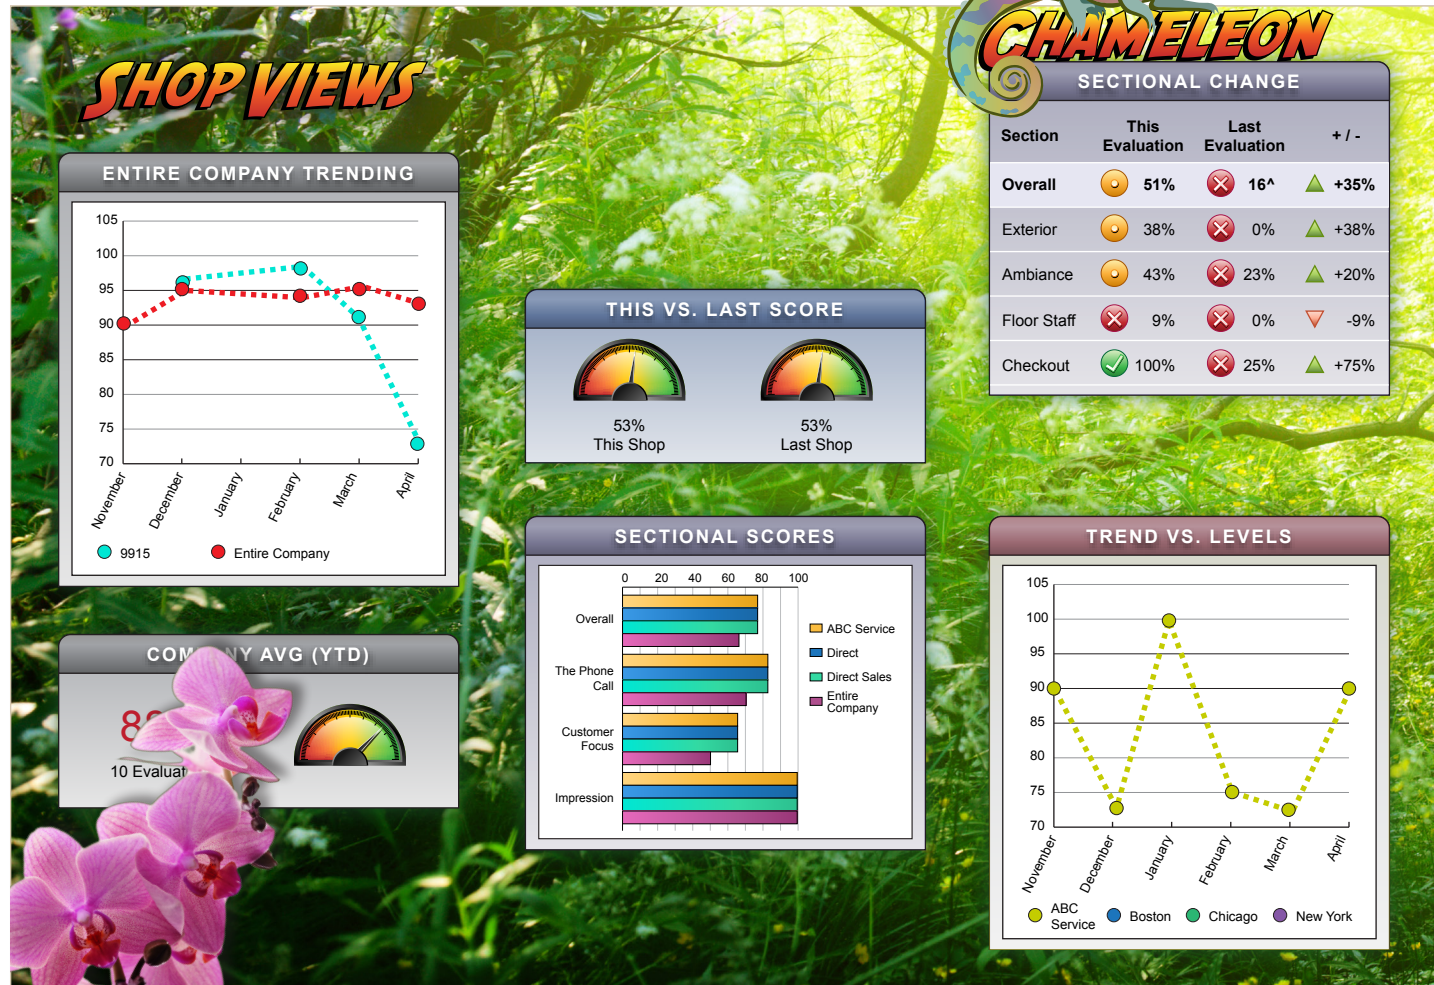 SHOP VIEWS
CHAMELEON
ENTIRE COMPANY TRENDING
105
100
95
90
85
80
75
70
November
December
January
February
March
April
9915
Entire Company
COMPANY AVG (YTD)
10
THIS VS. LAST SCORE
53%
This Shop
53%
Last Shop
SECTIONAL SCORES
0 20 40 60 80 100
Overall
The Phone
Call
Customer
Focus
Impression
ABC Service
Direct
Direct Sales
Entire
Company
SECTIONAL CHANGE
Section This Evaluation Last Evaluation + / -
Overall 51% 16^ +35%
Exterior 38% 0% +38%
Ambiance 43% 23% +20%
Floor Staff 9% 0% -9%
Checkout 100% 25% +75%
TREND VS. LEVELS
105
100
95
90
85
80
75
70
November
December
January
February
March
April
ABC
Service
Boston
Chicago
New York